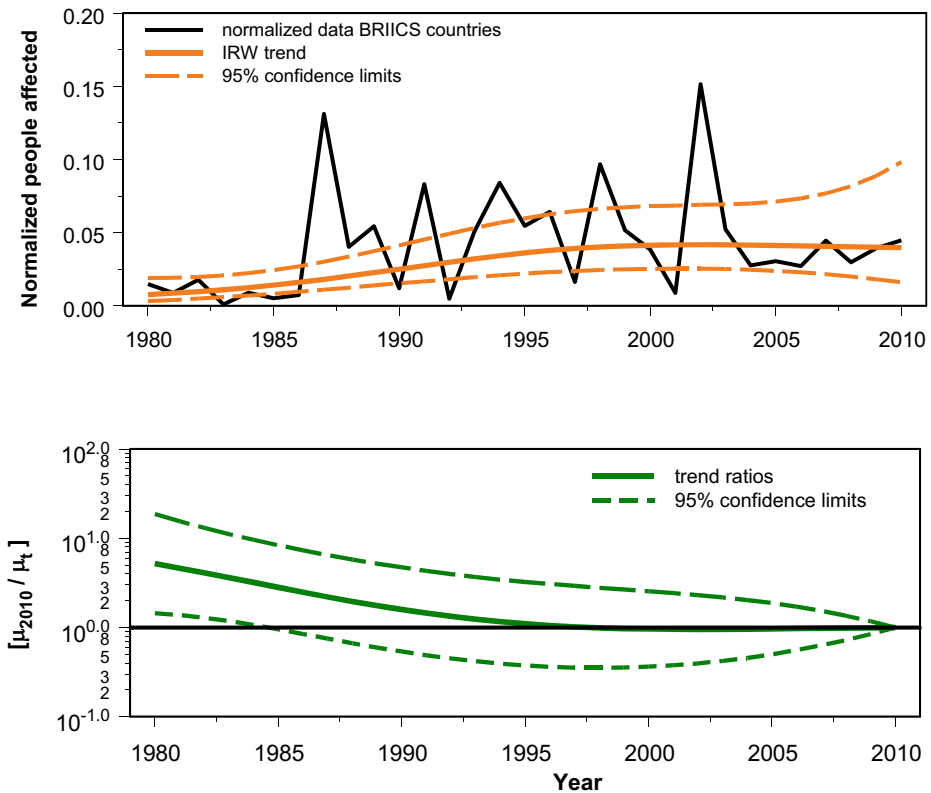 Normalized people affected
0.20
0.15
0.10
0.05
0.00
normalized data BRIICS countries
IRW trend
95% confidence limits
1980 1985 1990 1995 2000 2005 2010
[μ2010 / μt ]
10^2.0
8
5
3
2
10^1.0
8
5
3
2
10^0.0
8
5
3
2
10^-1.0
trend ratios
95% confidence limits
1980 1985 1990 1995 2000 2005 2010
Year